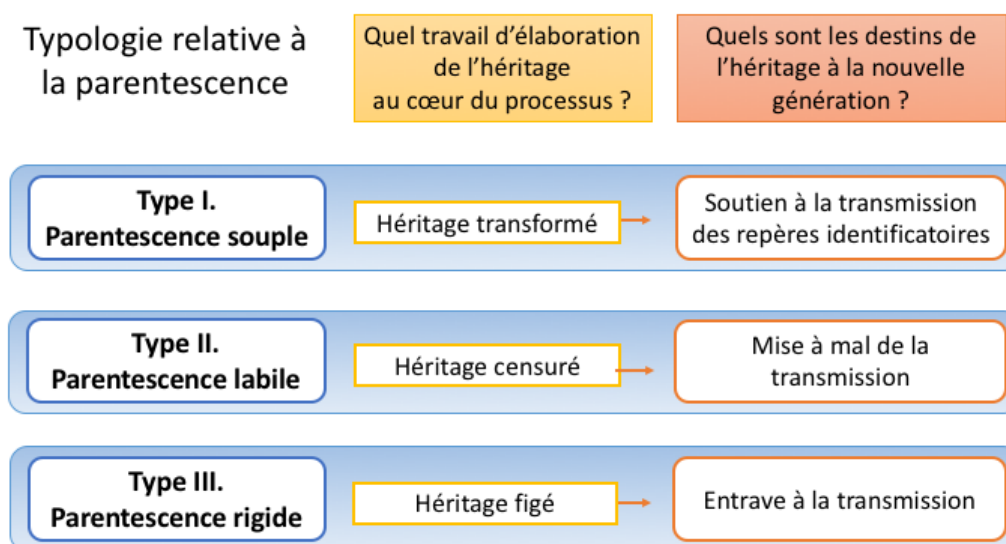 Typologie relative à
la parentescence
Quel travail d'élaboration
de l'héritage
au cœur du processus ?
Quels sont les destins de
l'héritage à la nouvelle
génération ?
Type I.
Parentescence souple
Héritage transformé
Soutien à la transmission
des repères identificatoires
Type II.
Parentescence labile
Héritage censuré
Mise à mal de la
transmission
Type III.
Parentescence rigide
Héritage figé
Entrave à la transmission